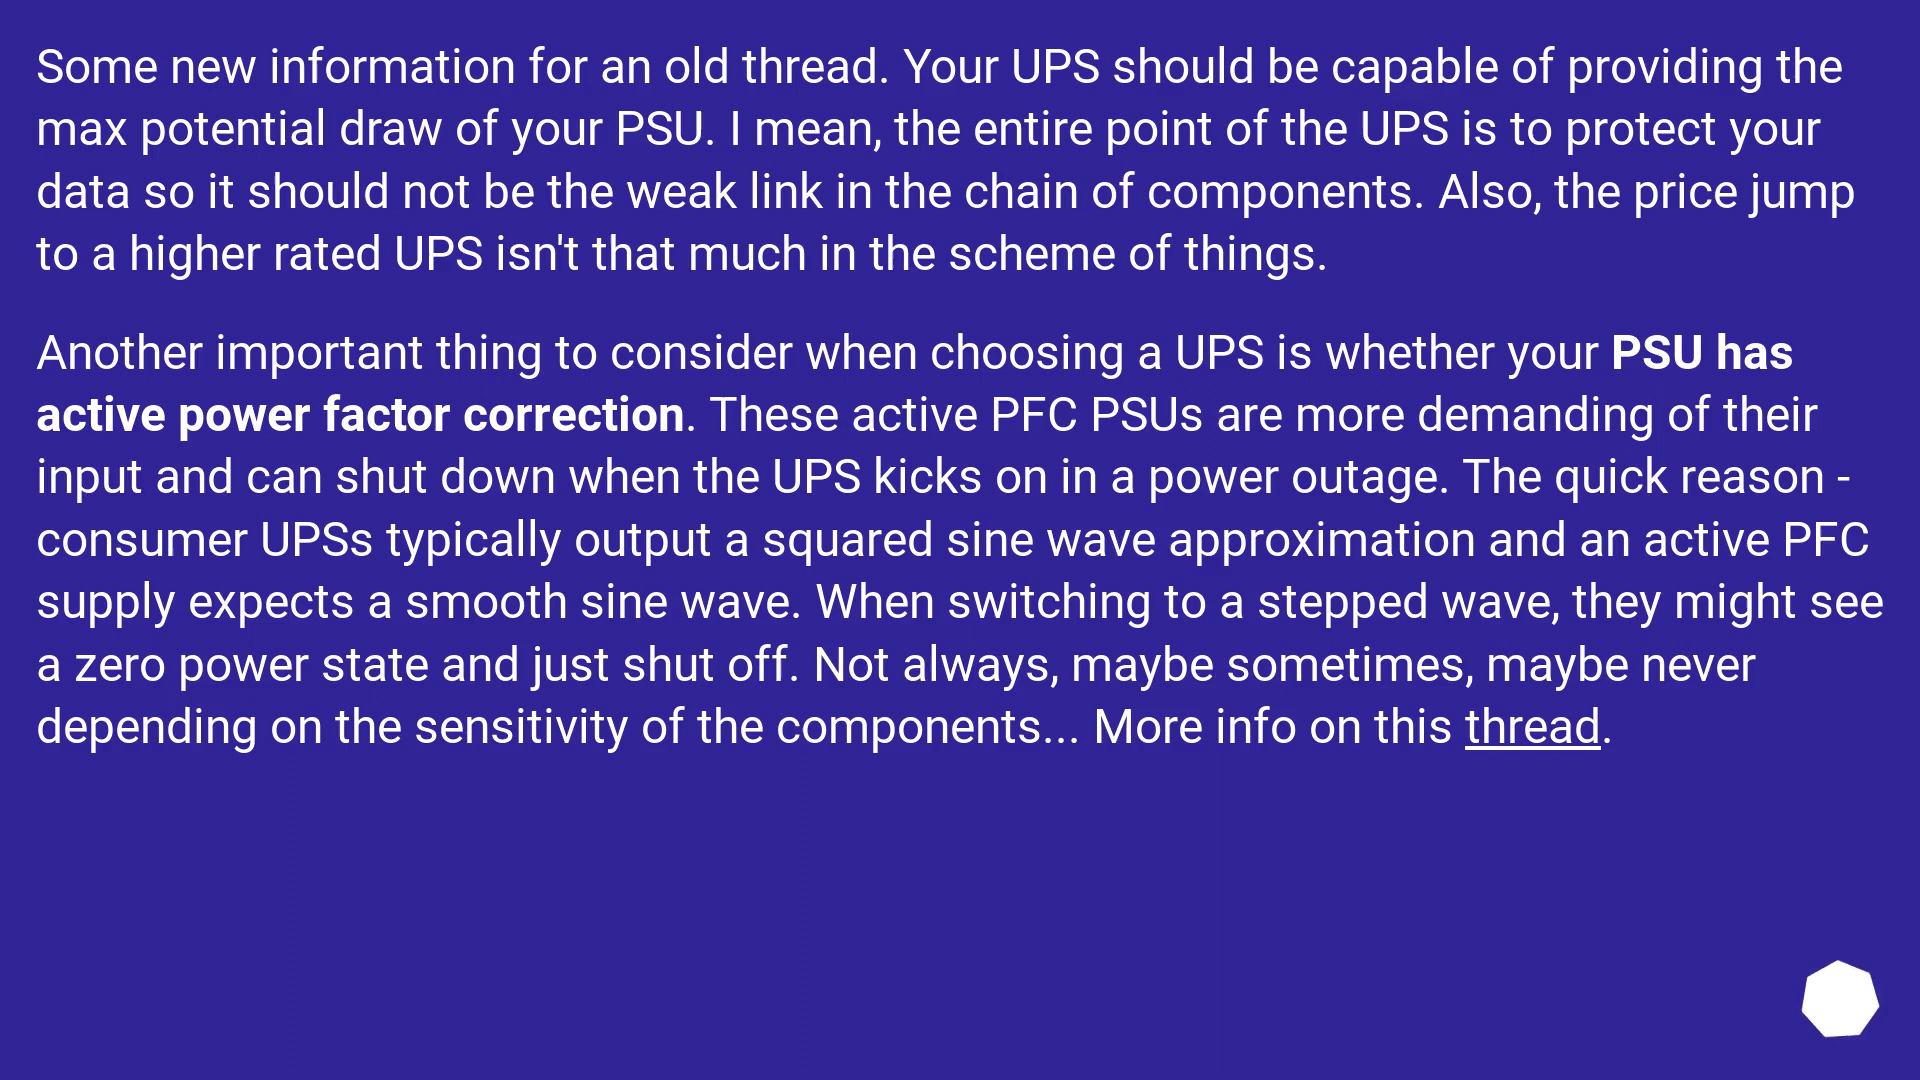 Some new information for an old thread. Your UPS should be capable of providing the
max potential draw of your PSU. I mean, the entire point of the UPS is to protect your
data so it should not be the weak link in the chain of components. Also, the price jump
to a higher rated UPS isn't that much in the scheme of things.
Another important thing to consider when choosing a UPS is whether your PSU has
active power factor correction. These active PFC PSUs are more demanding of their
input and can shut down when the UPS kicks on in a power outage. The quick reason -
consumer UPSs typically output a squared sine wave approximation and an active PFC
supply expects a smooth sine wave. When switching to a stepped wave, they might see
a zero power state and just shut off. Not always, maybe sometimes, maybe never
depending on the sensitivity of the components... More info on this thread.